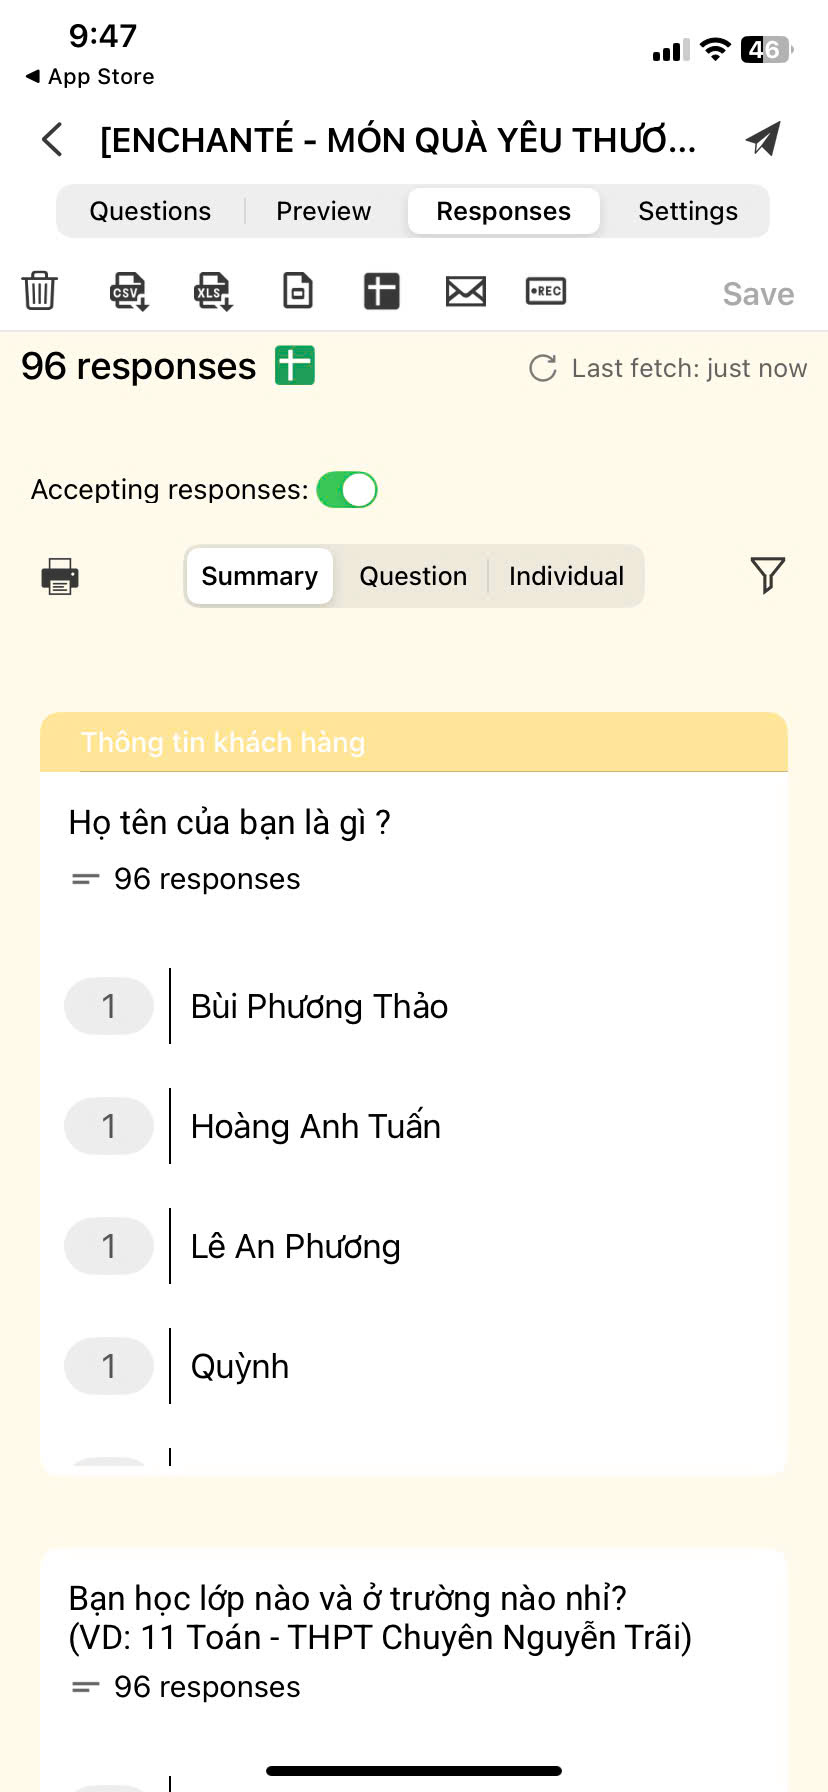 9:47
46
◀ App Store
[ENCHANTÉ - MÓN QUÀ YÊU THƯƠ...
Questions Preview Responses Settings
CSV XLS REC Save
96 responses Last fetch: just now
Accepting responses:
Summary Question Individual
Thông tin khách hàng
Họ tên của bạn là gì ?
96 responses
1 Bùi Phương Thảo
1 Hoàng Anh Tuấn
1 Lê An Phương
1 Quỳnh
Bạn học lớp nào và ở trường nào nhỉ?
(VD: 11 Toán - THPT Chuyên Nguyễn Trãi)
96 responses